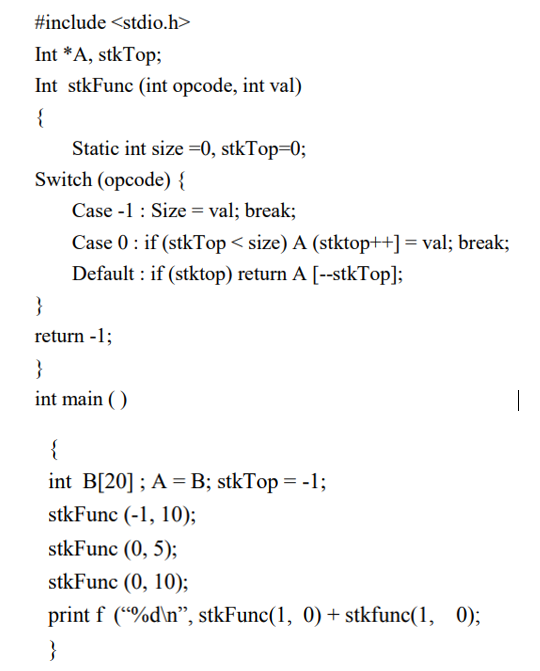 #include <stdio.h>
Int *A, stkTop;
Int stkFunc (int opcode, int val)
{
Static int size =0, stkTop=0;
Switch (opcode) {
Case -1 : Size = val; break;
Case 0 : if (stkTop < size) A (stktop++] = val; break;
Default : if (stktop) return A [--stkTop];
}
return -1;
}
int main ( )
{
int B[20] ; A = B; stkTop = -1;
stkFunc (-1, 10);
stkFunc (0, 5);
stkFunc (0, 10);
print f (“%d\n”, stkFunc(1, 0) + stkfunc(1, 0);
}